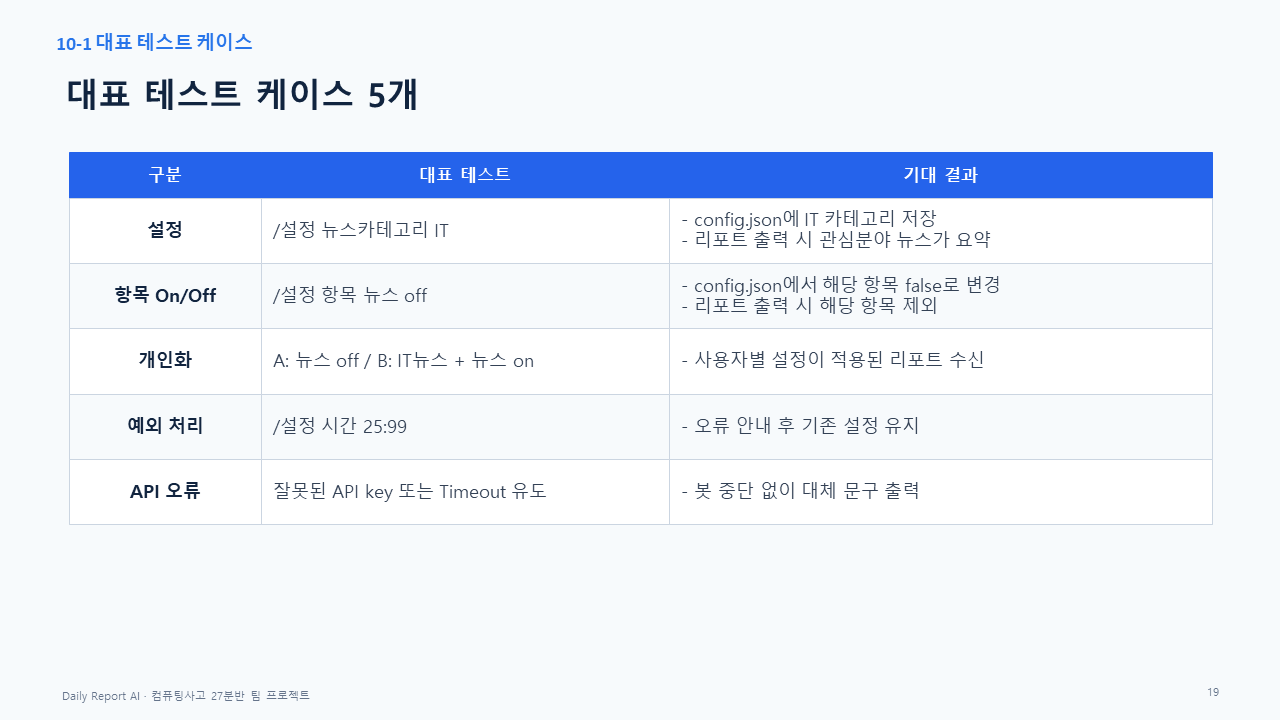 10-1 대표 테스트 케이스
대표 테스트 케이스 5개
구분
대표 테스트
기대 결과
설정
/설정 뉴스카테고리 IT
- config.json에 IT 카테고리 저장
- 리포트 출력 시 관심분야 뉴스가 요약
항목 On/Off
/설정 항목 뉴스 off
- config.json에서 해당 항목 false로 변경
- 리포트 출력 시 해당 항목 제외
개인화
A: 뉴스 off / B: IT뉴스 + 뉴스 on
- 사용자별 설정이 적용된 리포트 수신
예외 처리
/설정 시간 25:99
- 오류 안내 후 기존 설정 유지
API 오류
잘못된 API key 또는 Timeout 유도
- 봇 중단 없이 대체 문구 출력
Daily Report AI · 컴퓨팅사고 27분반 팀 프로젝트
19